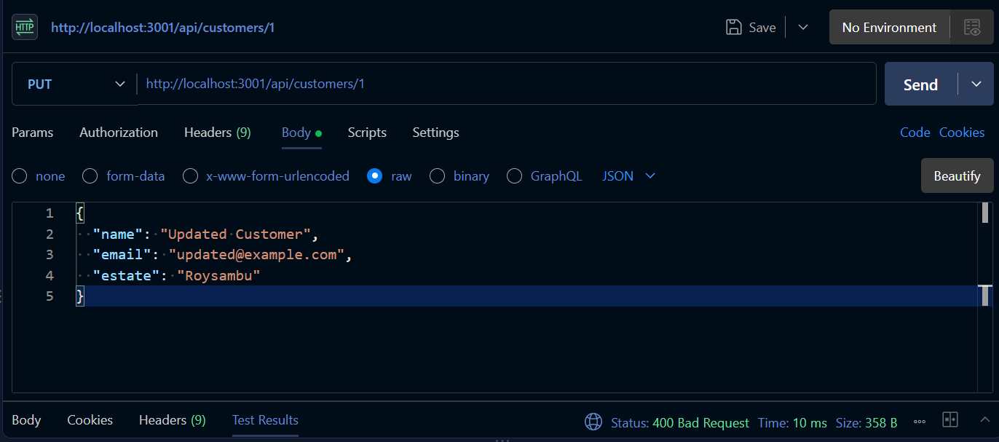 HTTP http://localhost:3001/api/customers/1 Save No Environment
PUT http://localhost:3001/api/customers/1 Send
Params Authorization Headers (9) Body Scripts Settings Code Cookies
none form-data x-www-form-urlencoded raw binary GraphQL JSON Beautify
1 {
2 "name": "Updated Customer",
3 "email": "updated@example.com",
4 "estate": "Roysambu"
5 }
Body Cookies Headers (9) Test Results Status: 400 Bad Request Time: 10 ms Size: 358 B